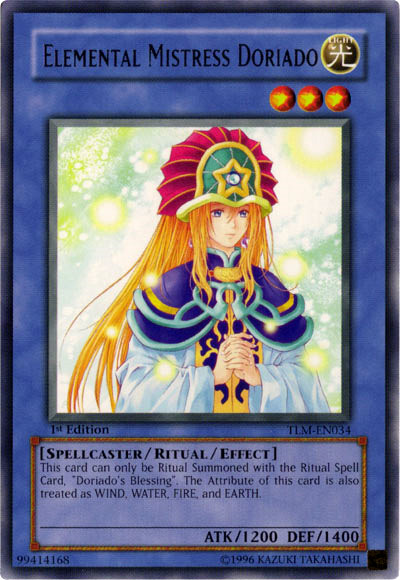 Elemental Mistress Doriado
LIGHT
光
1st Edition
TLM-EN034
[Spellcaster/Ritual/Effect]
This card can only be Ritual Summoned with the Ritual Spell
Card, "Doriado's Blessing". The Attribute of this card is also
treated as WIND, WATER, FIRE, and EARTH.
ATK/1200 DEF/1400
99414168
©1996 KAZUKI TAKAHASHI